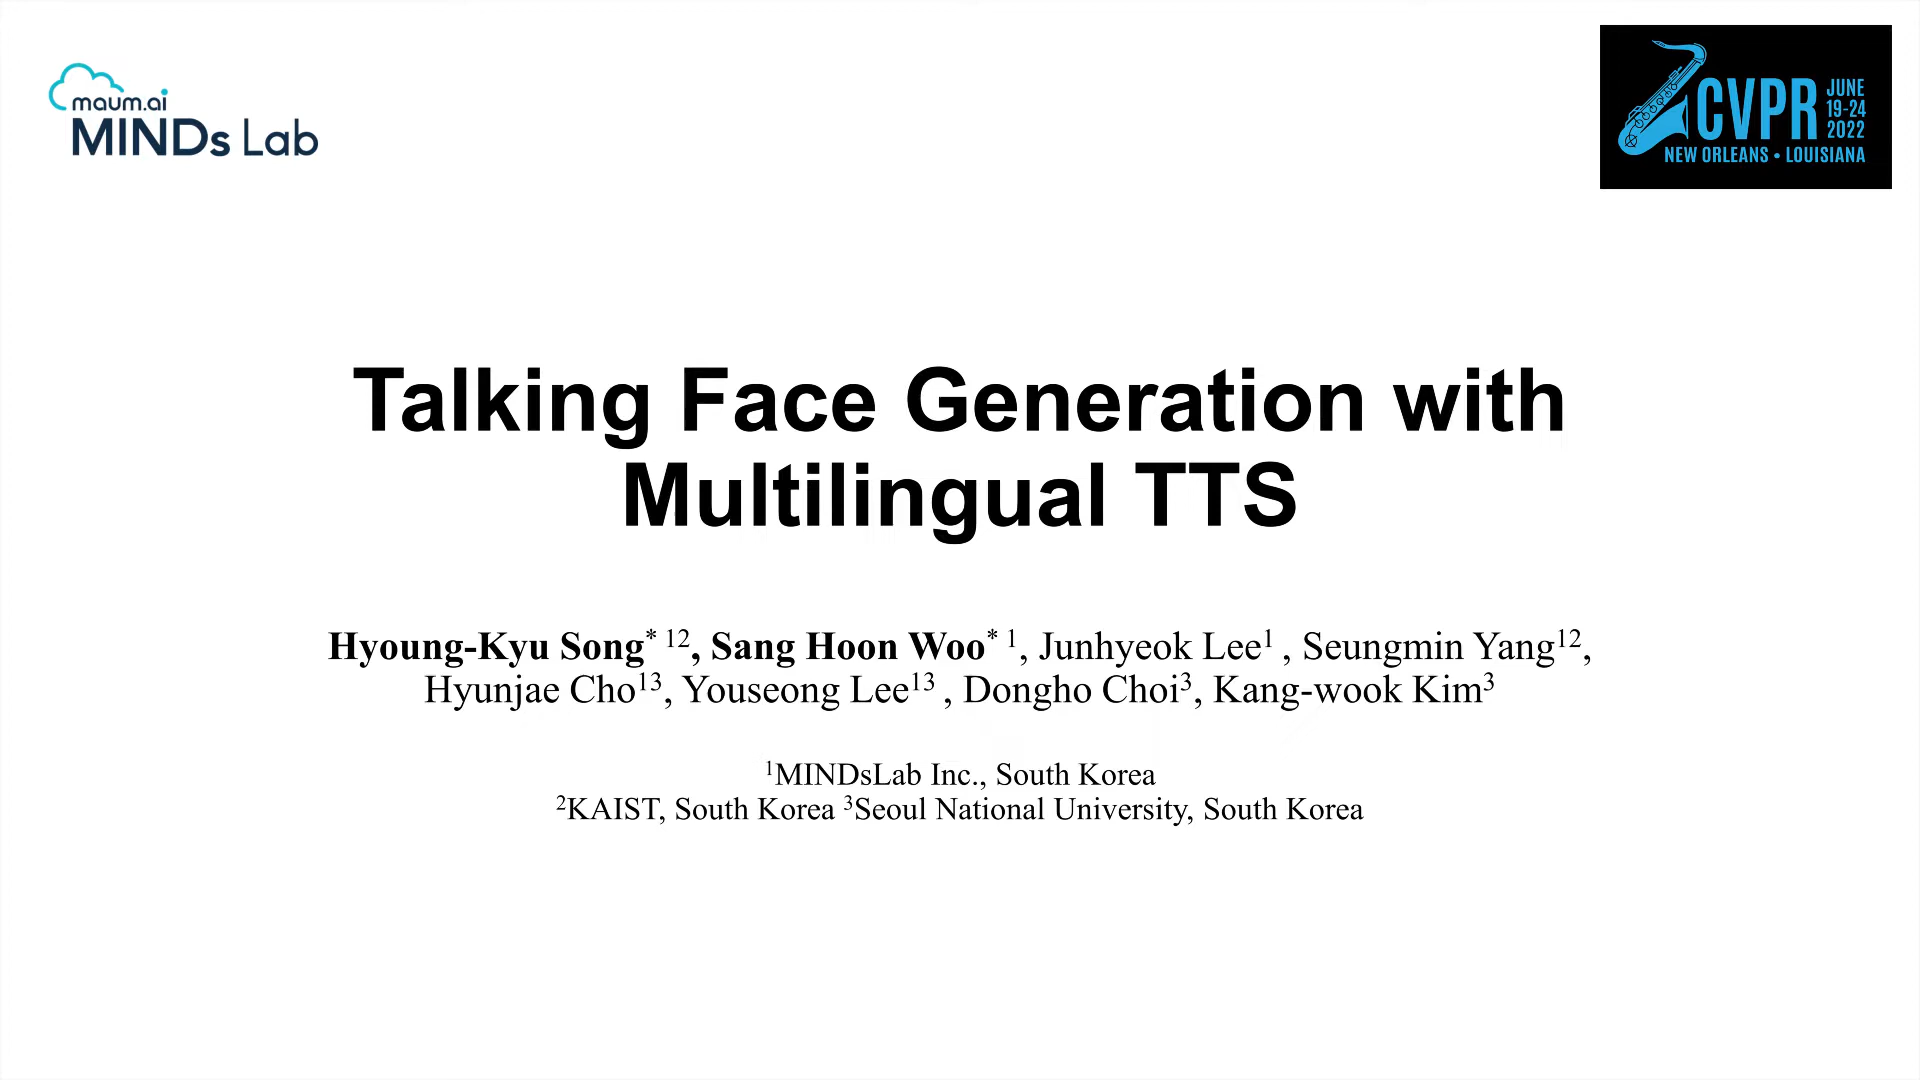 maum.ai
MINDs Lab
CVPR
JUNE
19-24
2022
NEW ORLEANS • LOUISIANA
Talking Face Generation with
Multilingual TTS
Hyoung-Kyu Song* 12, Sang Hoon Woo* 1, Junhyeok Lee1 , Seungmin Yang12,
Hyunjae Cho13, Youseong Lee13 , Dongho Choi3, Kang-wook Kim3
1MINDsLab Inc., South Korea
2KAIST, South Korea 3Seoul National University, South Korea